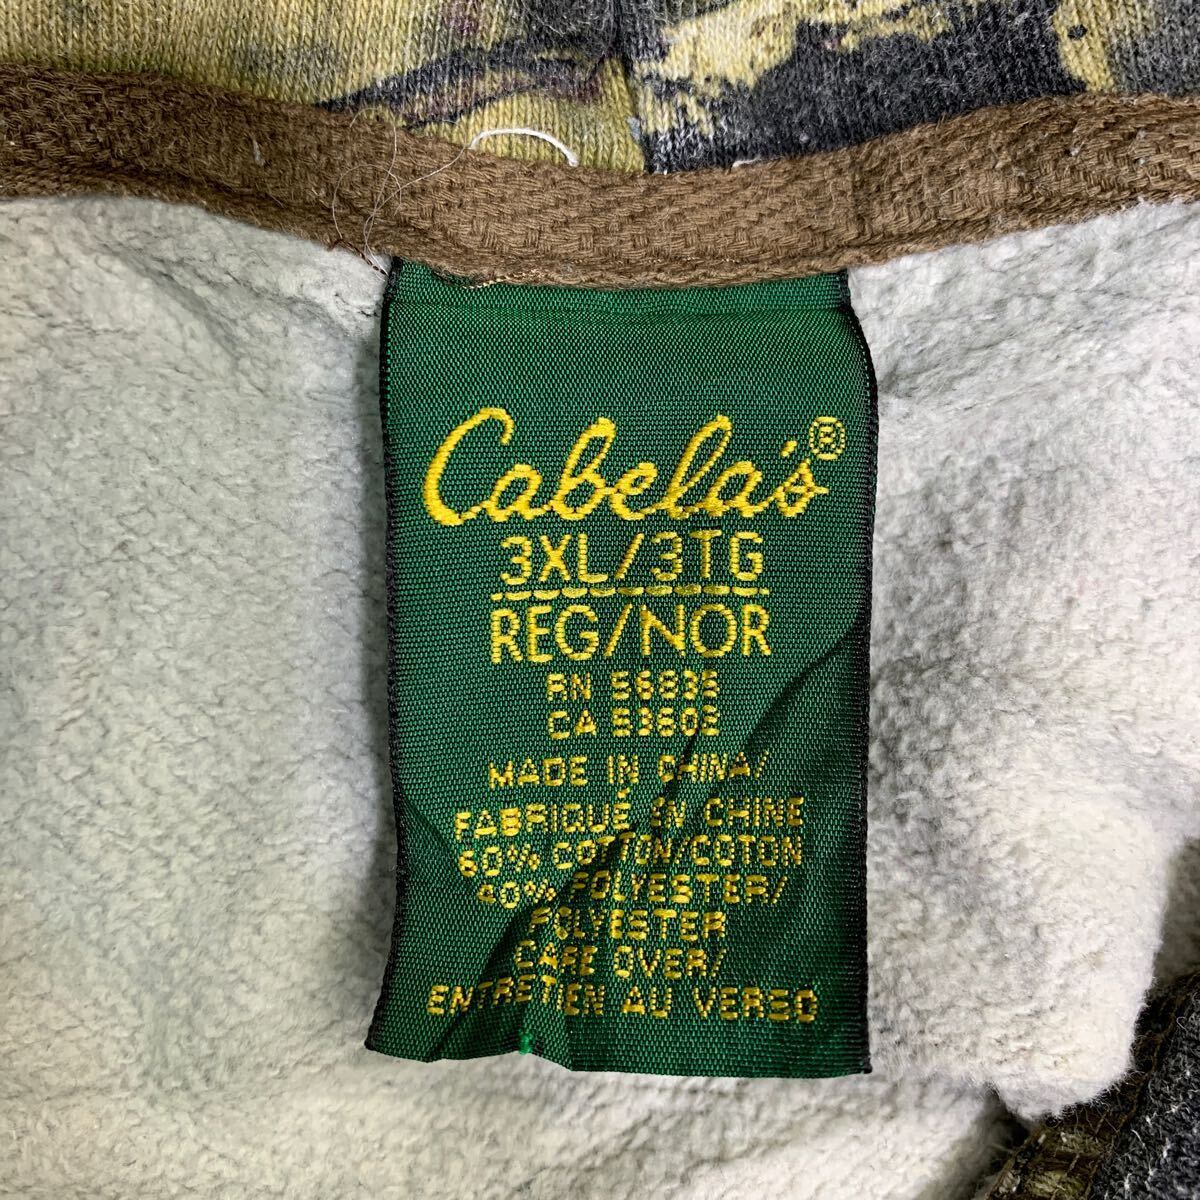 Cabela's®
3XL/3TG
REG/NOR
RN 56835
CA 53602
MADE IN CHINA/
FABRIQUÉ EN CHINE
60% COTTON/COTON
40% POLYESTER/
POLYESTER
CARE OVER/
ENTRETIEN AU VERSO